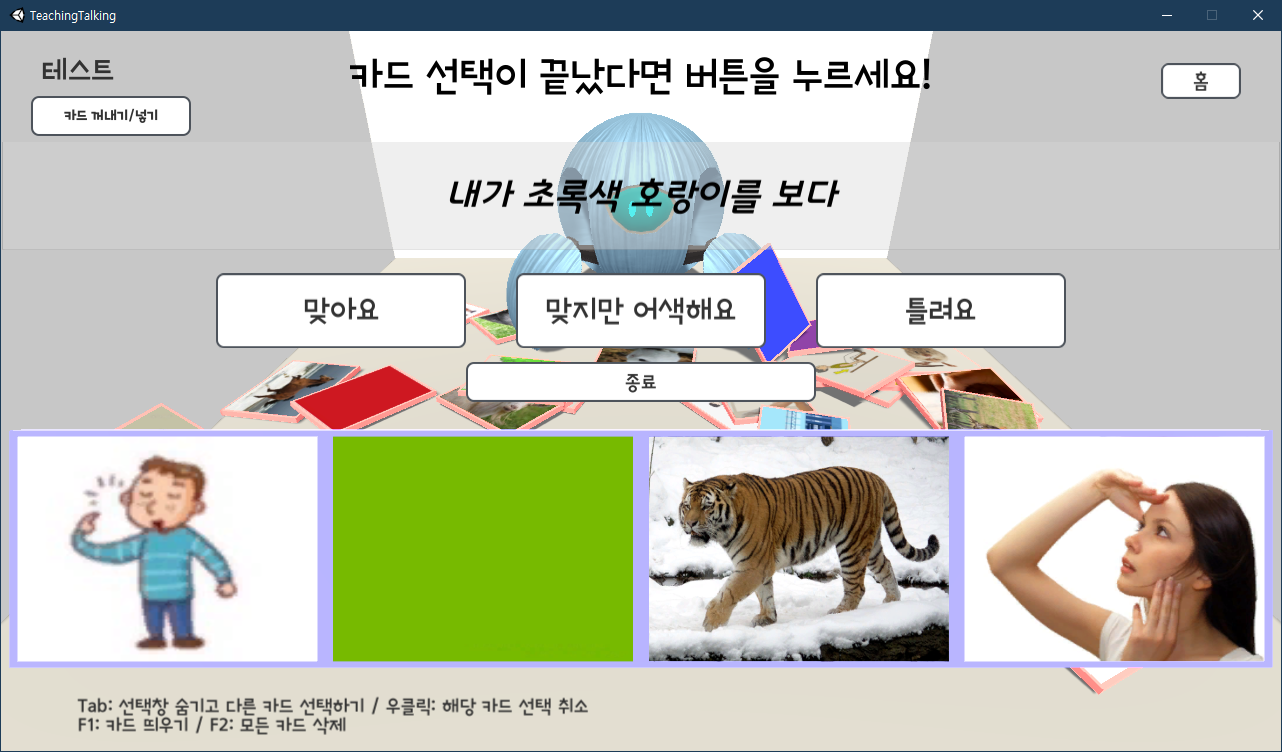 TeachingTalking
테스트
카드 선택이 끝났다면 버튼을 누르세요!
홈
카드 꺼내기/넣기
내가 초록색 호랑이를 보다
맞아요
맞지만 어색해요
틀려요
종료
Tab: 선택창 숨기고 다른 카드 선택하기 / 우클릭: 해당 카드 선택 취소
F1: 카드 띄우기 / F2: 모든 카드 삭제